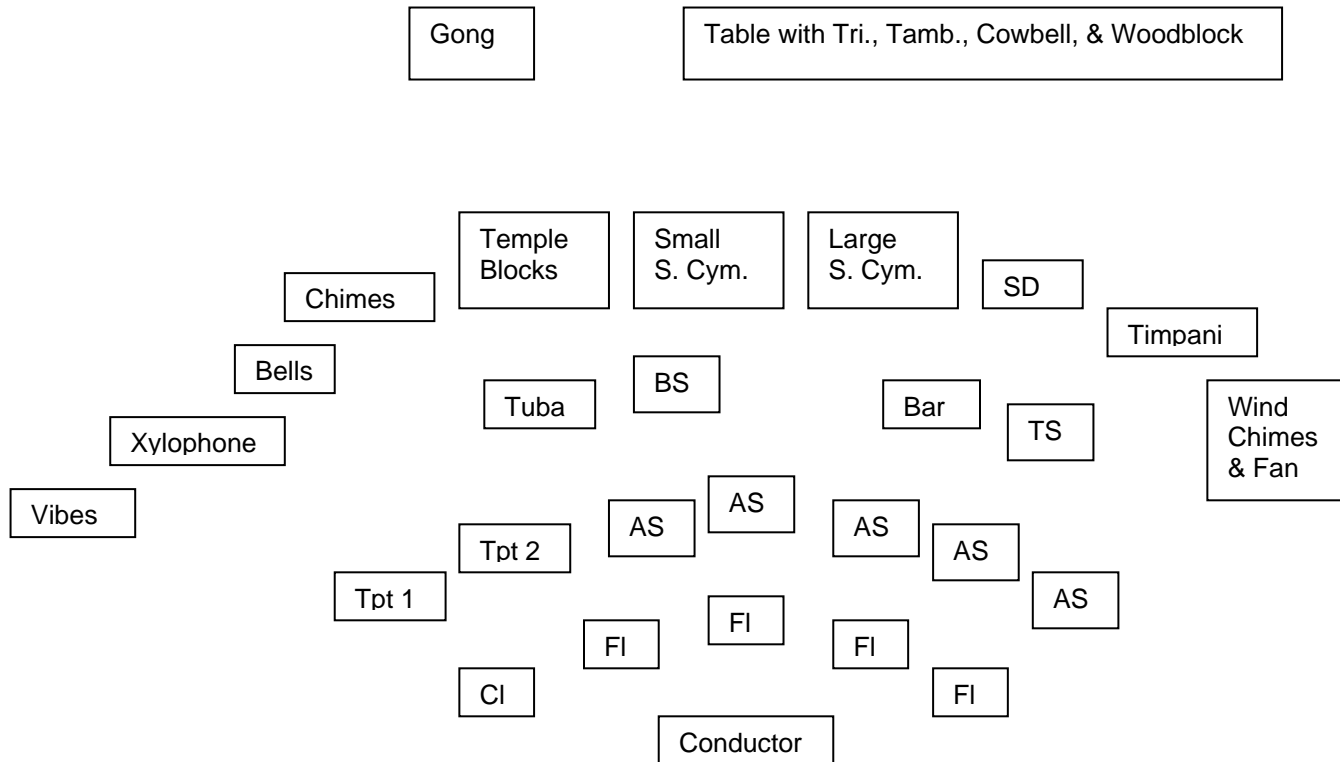 Gong
Table with Tri., Tamb., Cowbell, & Woodblock
Temple
Blocks
Small
S. Cym.
Large
S. Cym.
SD
Chimes
Timpani
Bells
BS
Tuba
Bar
Wind
Chimes
& Fan
TS
Xylophone
Vibes
AS
AS
AS
Tpt 2
AS
Tpt 1
AS
Fl
Fl
Fl
Cl
Fl
Conductor